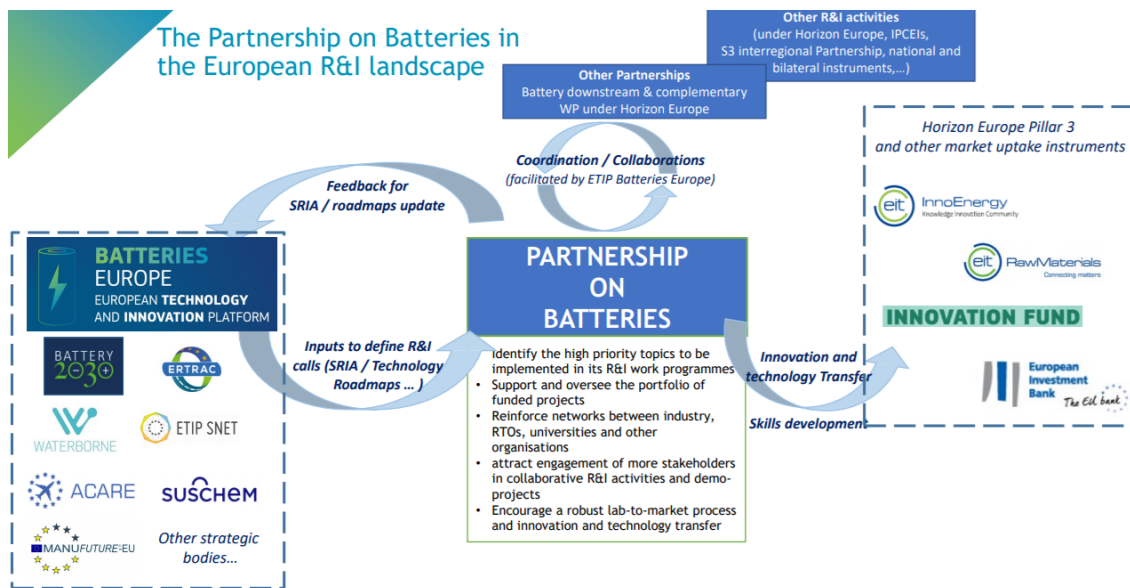 The Partnership on Batteries in
the European R&I landscape
Other R&I activities
(under Horizon Europe, IPCEIs,
S3 interregional Partnership, national and
bilateral instruments,…)
Other Partnerships
Battery downstream & complementary
WP under Horizon Europe
Coordination / Collaborations
(facilitated by ETIP Batteries Europe)
Feedback for
SRIA / roadmaps update
BATTERIES
EUROPE
EUROPEAN TECHNOLOGY
AND INNOVATION PLATFORM
BATTERY
2030+
ERTRAC
WATERBORNE
ETIP SNET
ACARE
SUSCHEM
MANUFUTURE-EU
Other strategic
bodies…
Inputs to define R&I
calls (SRIA / Technology
Roadmaps … )
PARTNERSHIP
ON
BATTERIES
Identify the high priority topics to be
implemented in its R&I work programmes
• Support and oversee the portfolio of
funded projects
• Reinforce networks between industry,
RTOs, universities and other
organisations
• attract engagement of more stakeholders
in collaborative R&I activities and demo-
projects
• Encourage a robust lab-to-market process
and innovation and technology transfer
Innovation and
technology Transfer
Skills development
Horizon Europe Pillar 3
and other market uptake instruments
eit InnoEnergy
Knowledge Innovation Community
eit RawMaterials
Connecting matters
INNOVATION FUND
European
Investment
Bank
The EU bank